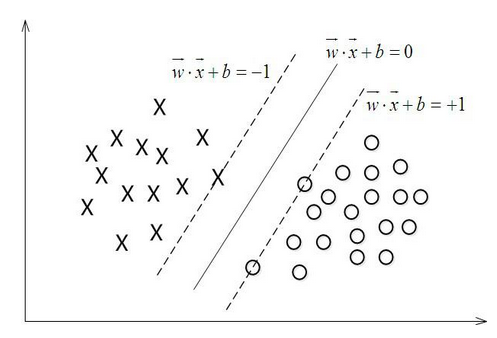 w⃗ · x⃗ + b = 0
w⃗ · x⃗ + b = −1
w⃗ · x⃗ + b = +1